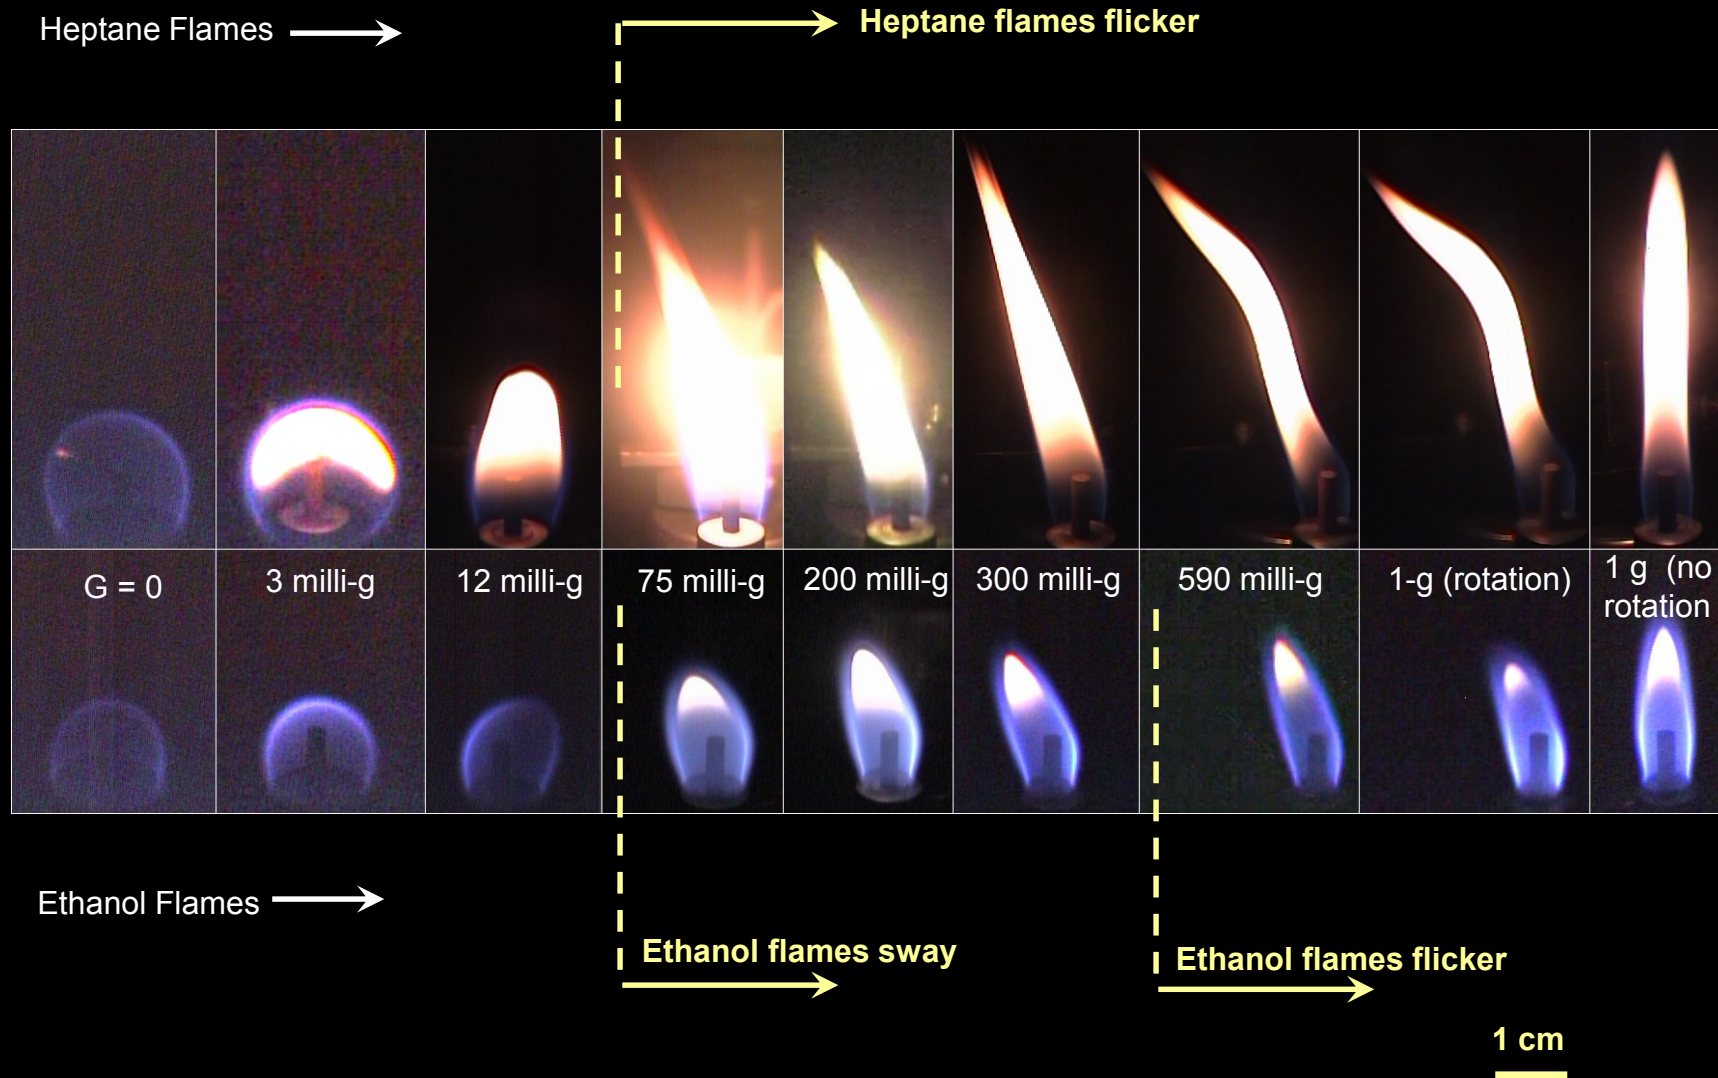 Heptane Flames
Heptane flames flicker
G = 0
3 milli-g
12 milli-g
75 milli-g
200 milli-g
300 milli-g
590 milli-g
1-g (rotation)
1 g (no
rotation
Ethanol Flames
Ethanol flames sway
Ethanol flames flicker
1 cm